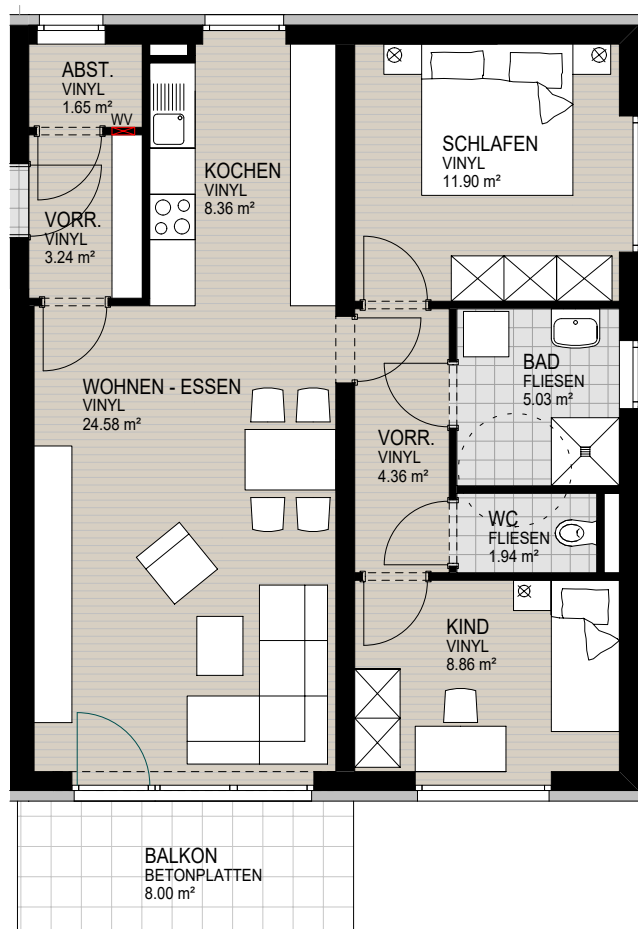 ABST.
VINYL
1.65 m²
WV
KOCHEN
VINYL
8.36 m²
SCHLAFEN
VINYL
11.90 m²
VORR.
VINYL
3.24 m²
WOHNEN - ESSEN
VINYL
24.58 m²
BAD
FLIESEN
5.03 m²
VORR.
VINYL
4.36 m²
WC
FLIESEN
1.94 m²
KIND
VINYL
8.86 m²
BALKON
BETONPLATTEN
8.00 m²